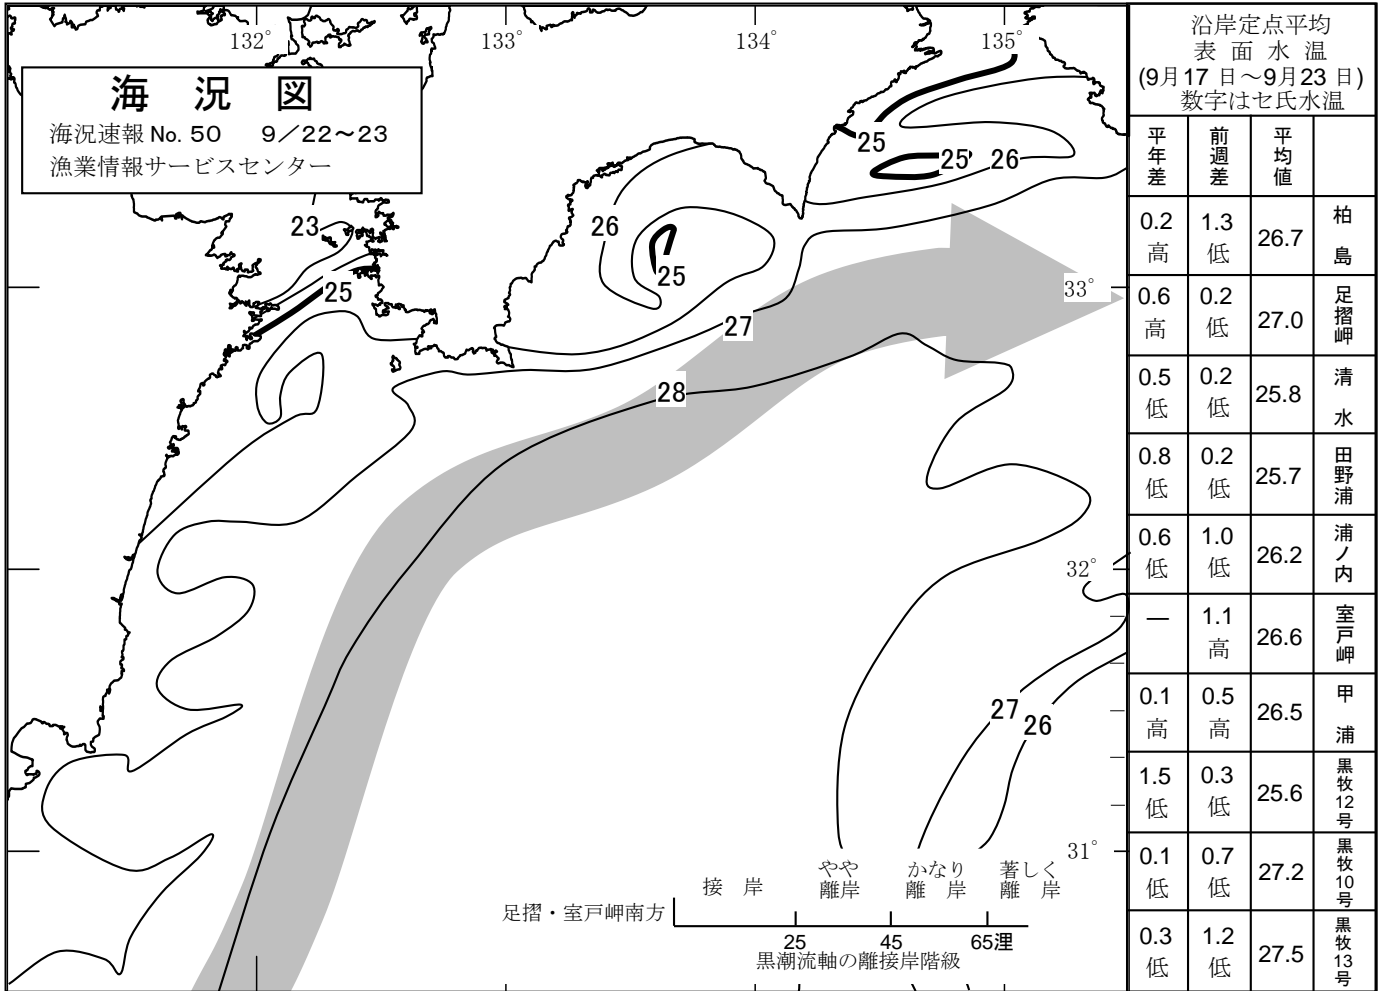 132°
133°
134°
135°
海 況 図
海況速報 No. 50 9／22～23
漁業情報サービスセンター
23
25
26
25
27
28
25
25
26
33°
32°
27
26
31°
接 岸
やや
離岸
かなり
離 岸
著しく
離 岸
足摺・室戸岬南方
25 45 65浬
黒潮流軸の離接岸階級
沿岸定点平均
表 面 水 温
(9月17 日～9月23 日)
数字はセ氏水温
平年差 前週差 平均値
0.2高 1.3低 26.7 柏島
0.6高 0.2低 27.0 足摺岬
0.5低 0.2低 25.8 清水
0.8低 0.2低 25.7 田野浦
0.6低 1.0低 26.2 浦ノ内
― 1.1高 26.6 室戸岬
0.1高 0.5高 26.5 甲浦
1.5低 0.3低 25.6 黒牧12号
0.1低 0.7低 27.2 黒牧10号
0.3低 1.2低 27.5 黒牧13号